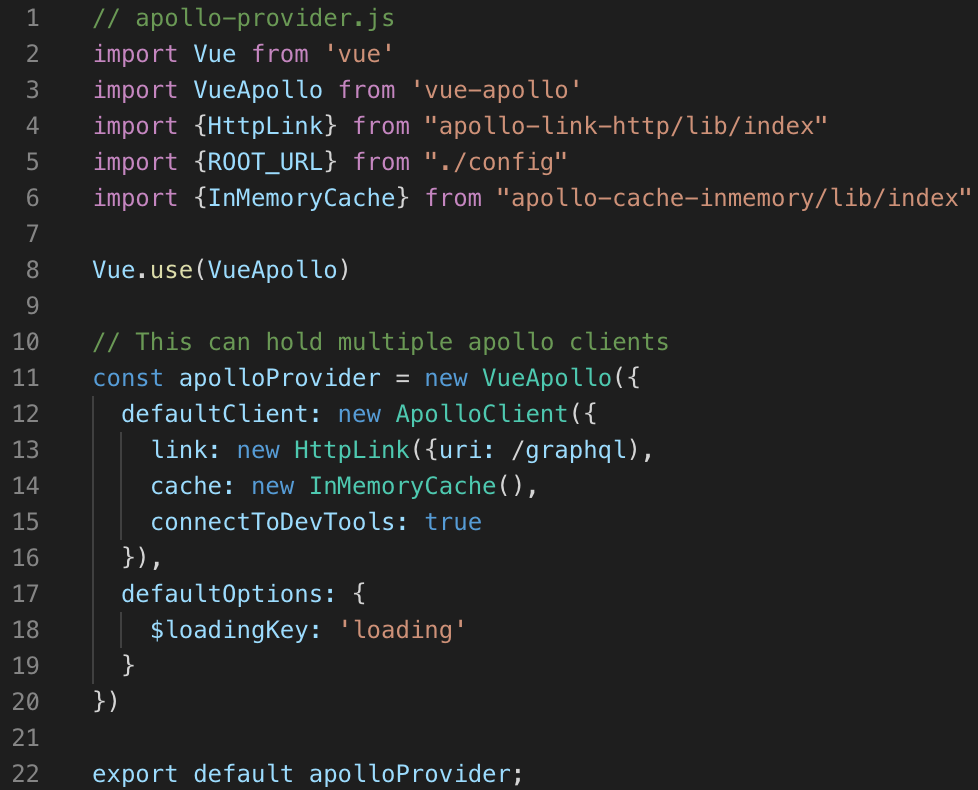 1 // apollo-provider.js
2 import Vue from 'vue'
3 import VueApollo from 'vue-apollo'
4 import {HttpLink} from "apollo-link-http/lib/index"
5 import {ROOT_URL} from "./config"
6 import {InMemoryCache} from "apollo-cache-inmemory/lib/index"
7
8 Vue.use(VueApollo)
9
10 // This can hold multiple apollo clients
11 const apolloProvider = new VueApollo({
12   defaultClient: new ApolloClient({
13     link: new HttpLink({uri: /graphql),
14     cache: new InMemoryCache(),
15     connectToDevTools: true
16   }),
17   defaultOptions: {
18     $loadingKey: 'loading'
19   }
20 })
21
22 export default apolloProvider;